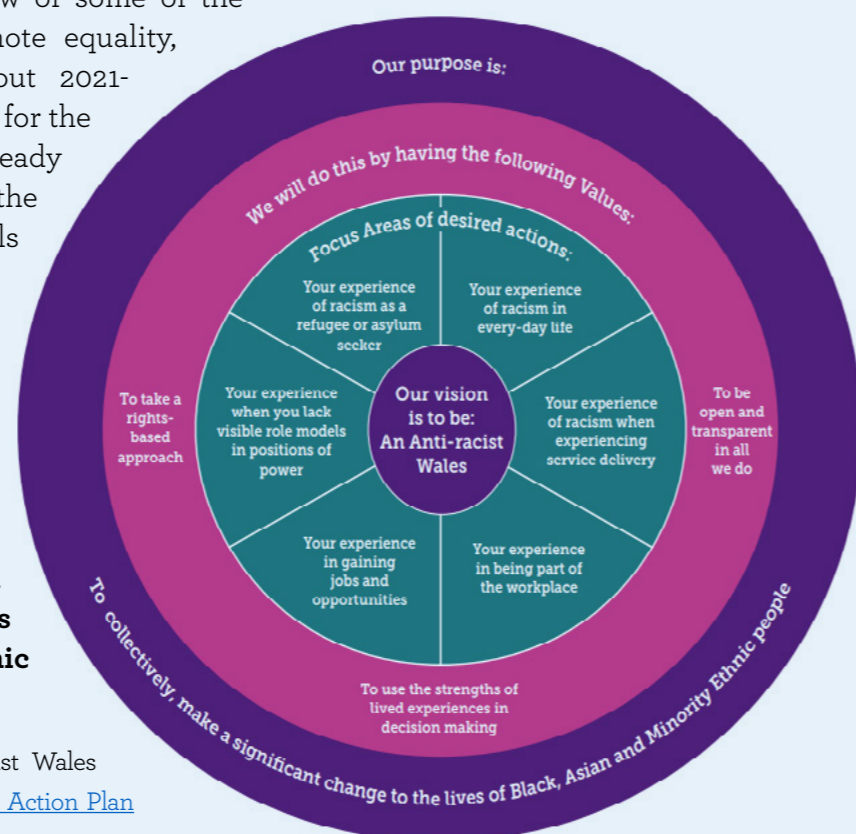 w of some of the
note equality,
out 2021-
for the
eady
the
ls
s
nic
st Wales
Action Plan
Our purpose is:
We will do this by having the following Values:
Focus Areas of desired actions:
Your experience
of racism as a
refugee or asylum
seeker
Your experience
of racism in
every-day life
Your experience
when you lack
visible role models
in positions of
power
Our vision
is to be:
An Anti-racist
Wales
Your experience
of racism when
experiencing
service delivery
To take a
rights-
based
approach
To be
open and
transparent
in all
we do
Your experience
in gaining
jobs and
opportunities
Your experience
in being part of
the workplace
To use the strengths of
lived experiences in
decision making
To collectively, make a significant change to the lives of Black, Asian and Minority Ethnic people